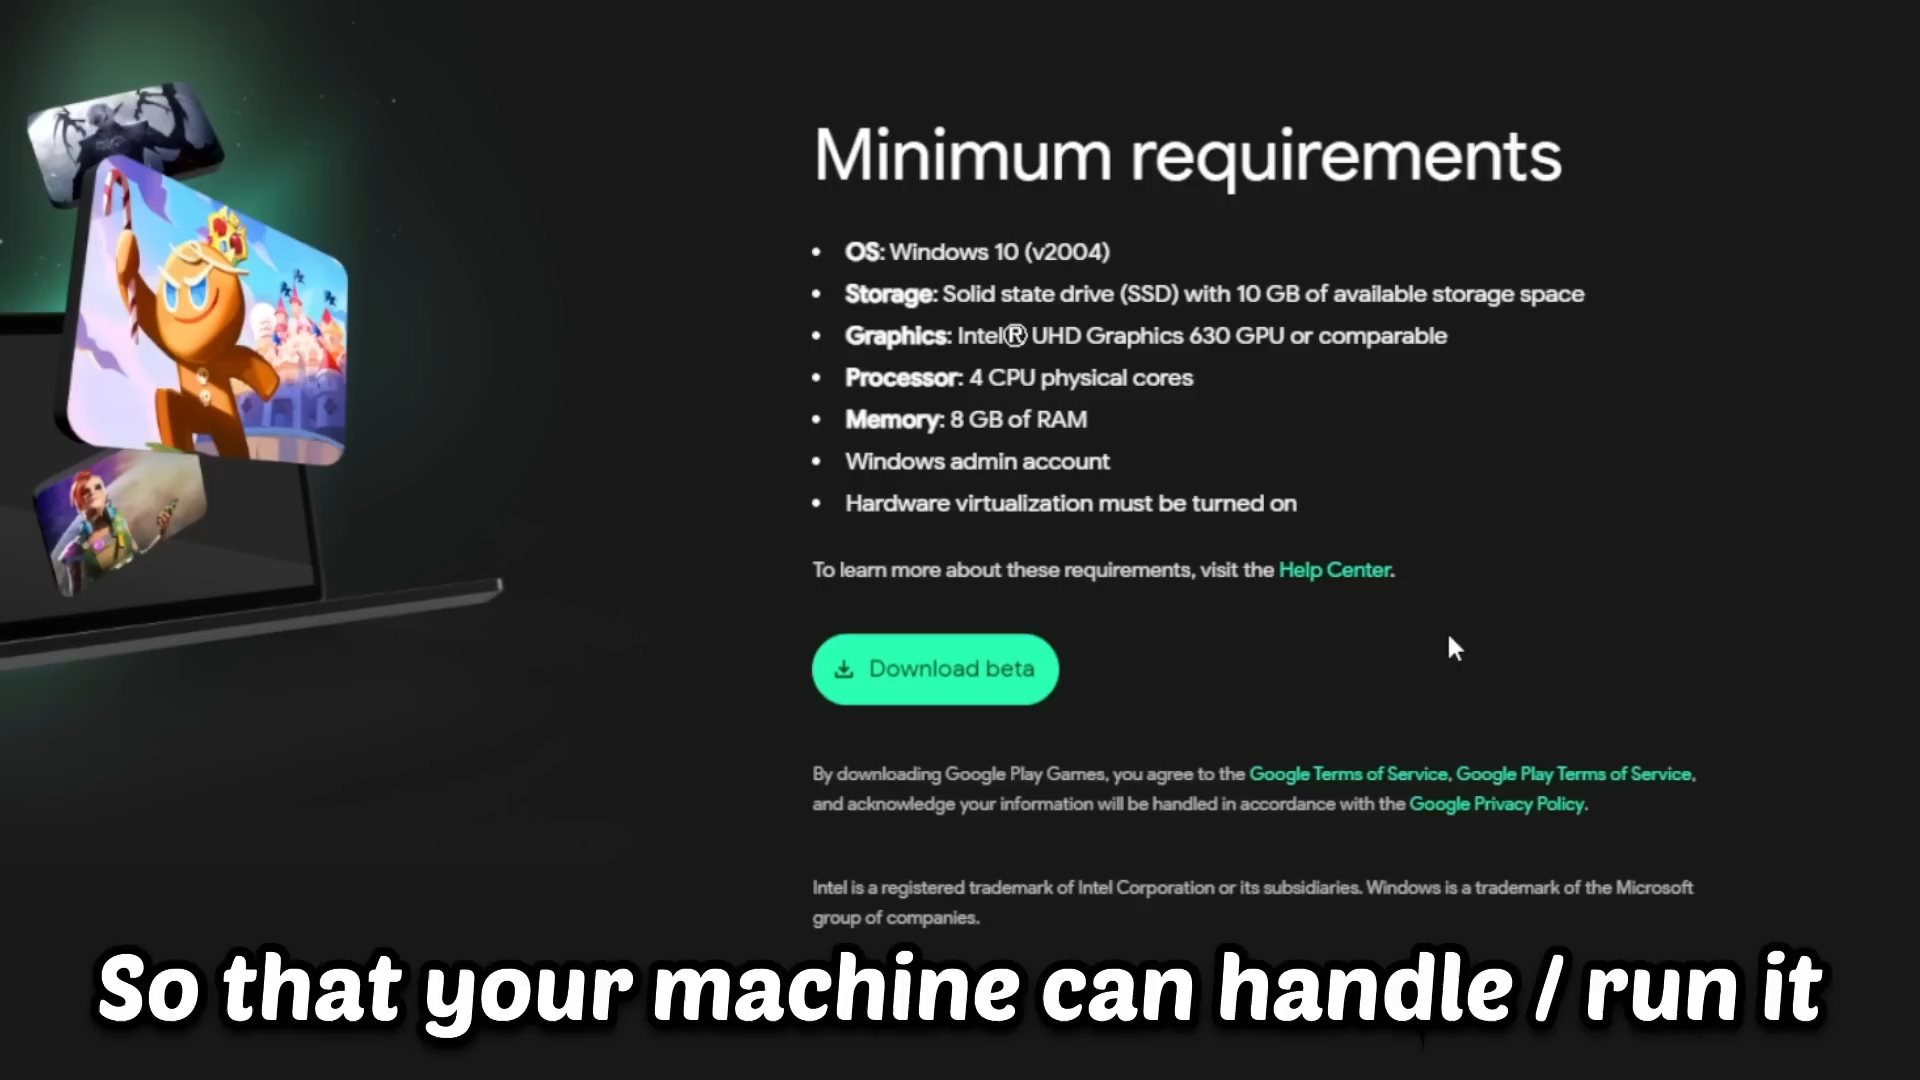 Minimum requirements
• OS: Windows 10 (v2004)
• Storage: Solid state drive (SSD) with 10 GB of available storage space
• Graphics: Intel® UHD Graphics 630 GPU or comparable
• Processor: 4 CPU physical cores
• Memory: 8 GB of RAM
• Windows admin account
• Hardware virtualization must be turned on
To learn more about these requirements, visit the Help Center.
Download beta
By downloading Google Play Games, you agree to the Google Terms of Service, Google Play Terms of Service,
and acknowledge your information will be handled in accordance with the Google Privacy Policy.
Intel is a registered trademark of Intel Corporation or its subsidiaries. Windows is a trademark of the Microsoft
group of companies.
So that your machine can handle / run it